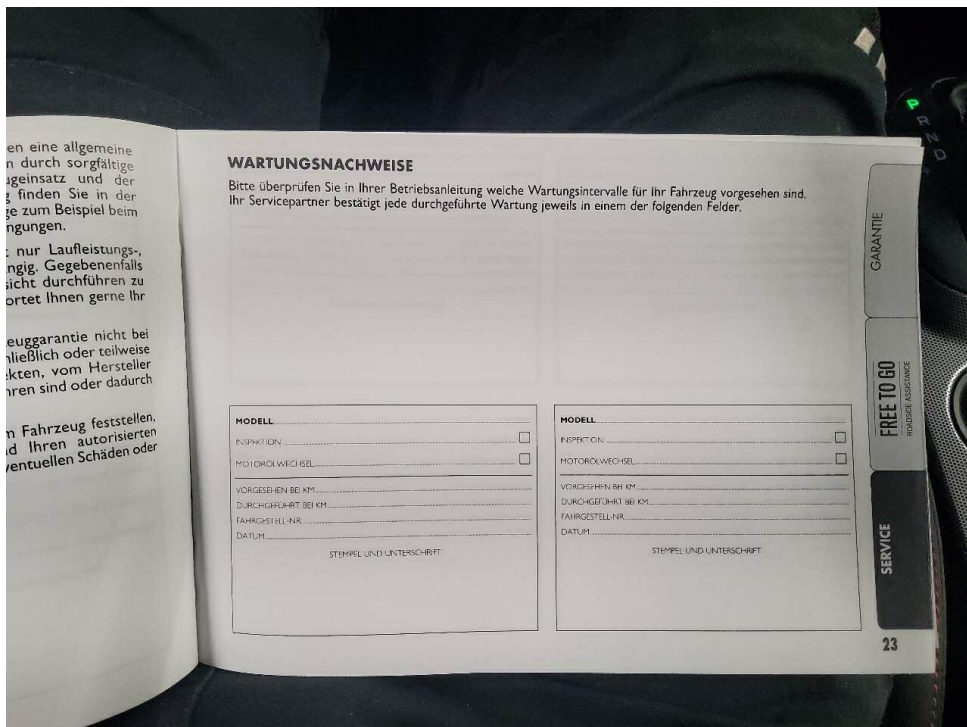 en eine allgemeine
n durch sorgfältige
ugeinsatz und der
g finden Sie in der
ge zum Beispiel beim
ngungen.
t nur Laufleistungs-,
ngig. Gegebenenfalls
sicht durchführen zu
ortet Ihnen gerne Ihr
euggarantie nicht bei
hließlich oder teilweise
ekten, vom Hersteller
hren sind oder dadurch
m Fahrzeug feststellen,
nd Ihren autorisierten
ventuellen Schäden oder
WARTUNGSNACHWEISE
Bitte überprüfen Sie in Ihrer Betriebsanleitung welche Wartungsintervalle für Ihr Fahrzeug vorgesehen sind.
Ihr Servicepartner bestätigt jede durchgeführte Wartung jeweils in einem der folgenden Felder.
MODELL
INSPEKTION
MOTORÖLWECHSEL
VORGESEHEN BEI KM
DURCHGEFÜHRT BEI KM
FAHRGESTELL-NR.
DATUM
STEMPEL UND UNTERSCHRIFT
MODELL
INSPEKTION
MOTORÖLWECHSEL
VORGESEHEN BEI KM
DURCHGEFÜHRT BEI KM
FAHRGESTELL-NR.
DATUM
STEMPEL UND UNTERSCHRIFT
GARANTIE
FREE TO GO
ROADSIDE ASSISTANCE
SERVICE
23
P
R
N
D